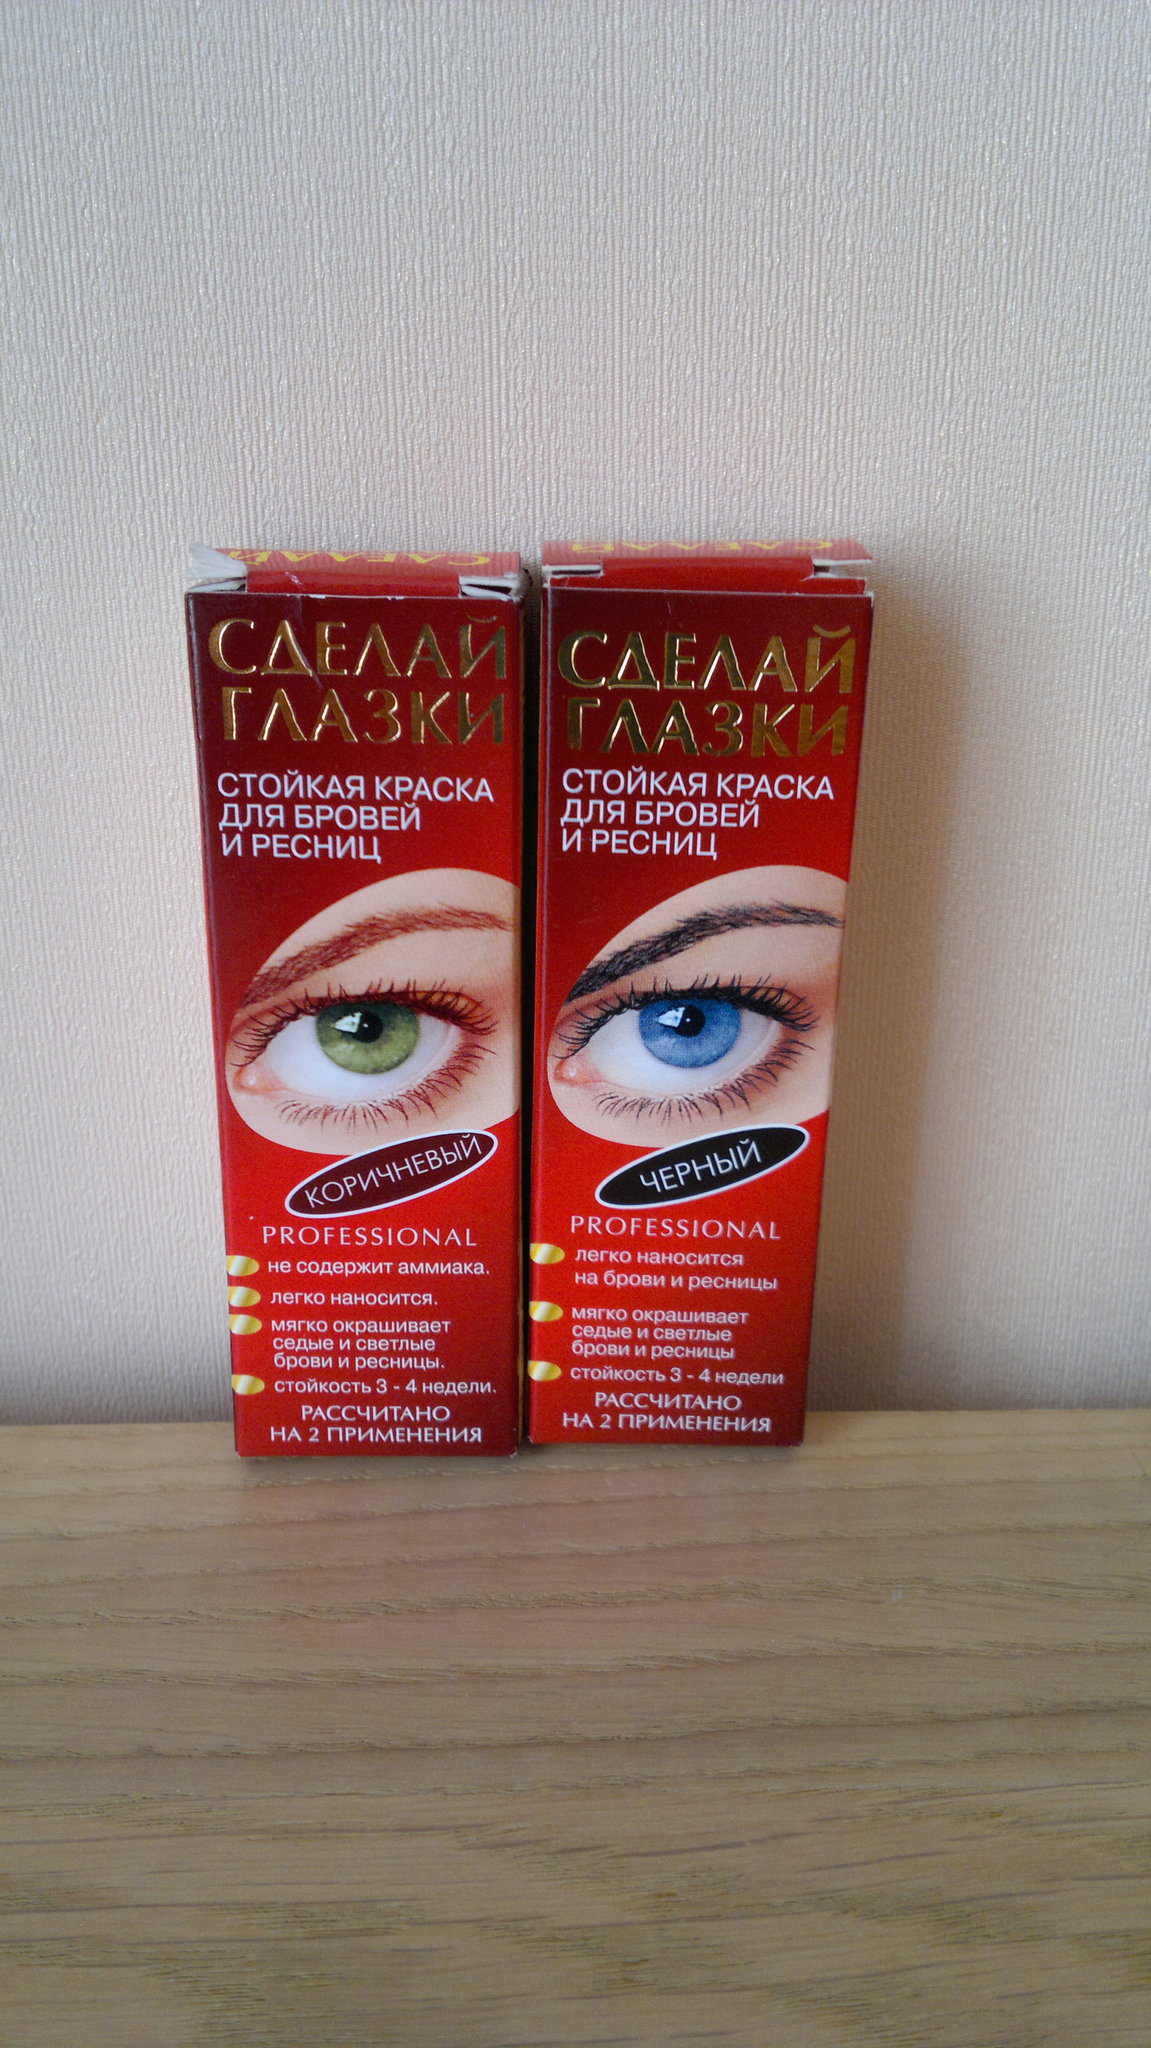 СДЕЛАЙ
СДЕЛАЙ
ГЛАЗКИ
СТОЙКАЯ КРАСКА
ДЛЯ БРОВЕЙ
И РЕСНИЦ
КОРИЧНЕВЫЙ
PROFESSIONAL
не содержит аммиака.
легко наносится.
мягко окрашивает
седые и светлые
брови и ресницы.
стойкость 3 - 4 недели.
РАССЧИТАНО
НА 2 ПРИМЕНЕНИЯ
СДЕЛАЙ
СДЕЛАЙ
ГЛАЗКИ
СТОЙКАЯ КРАСКА
ДЛЯ БРОВЕЙ
И РЕСНИЦ
ЧЕРНЫЙ
PROFESSIONAL
легко наносится
на брови и ресницы
мягко окрашивает
седые и светлые
брови и ресницы
стойкость 3 - 4 недели
РАССЧИТАНО
НА 2 ПРИМЕНЕНИЯ